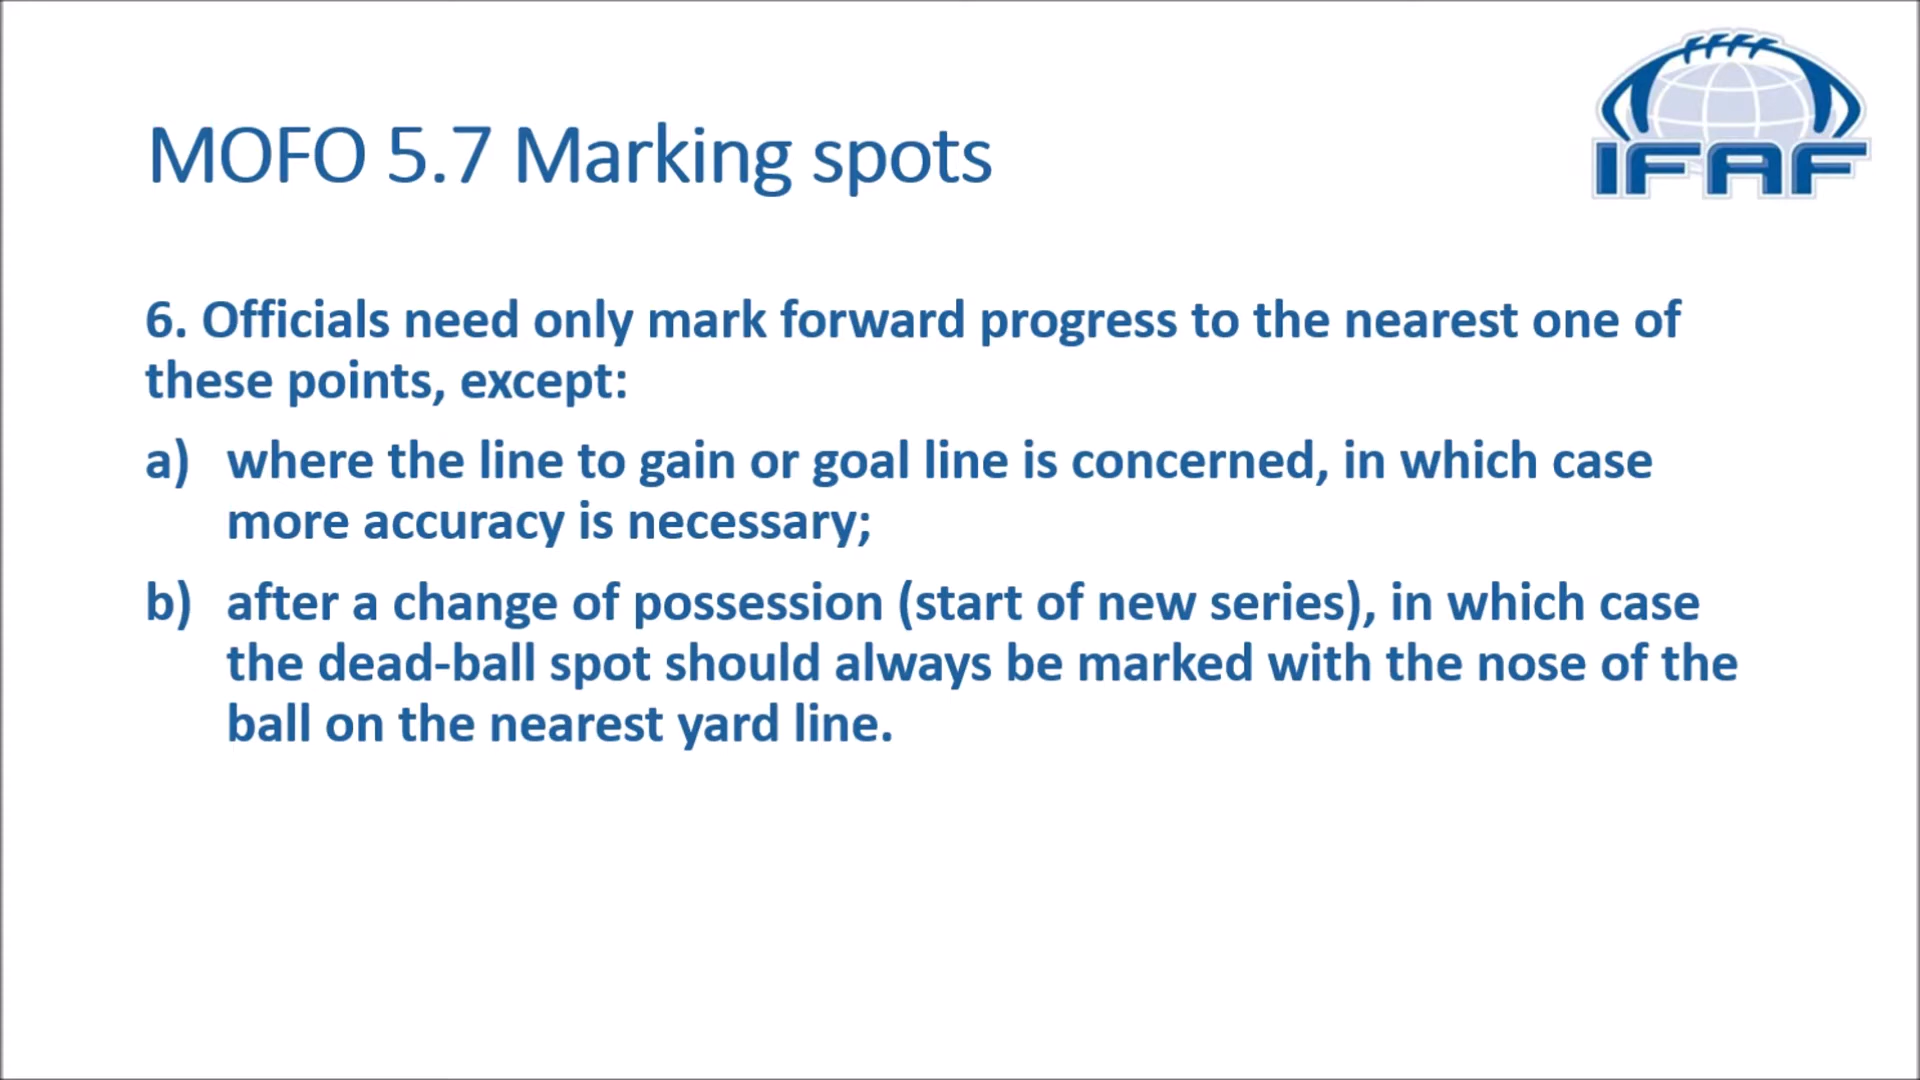 MOFO 5.7 Marking spots
IFAF
6. Officials need only mark forward progress to the nearest one of
these points, except:
a) where the line to gain or goal line is concerned, in which case
more accuracy is necessary;
b) after a change of possession (start of new series), in which case
the dead-ball spot should always be marked with the nose of the
ball on the nearest yard line.